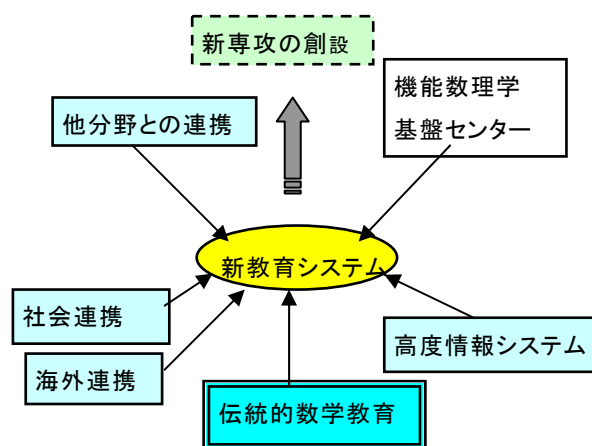 新専攻の創設
機能数理学
基盤センター
他分野との連携
新教育システム
社会連携
海外連携
高度情報システム
伝統的数学教育